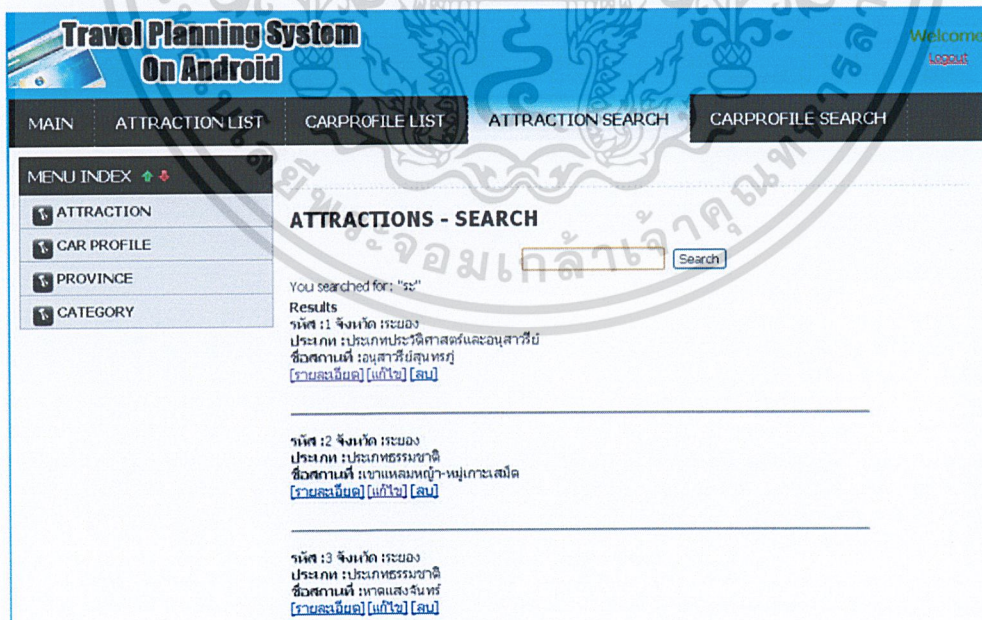 Travel Planning System
On Android
Welcome
Logout
MAIN ATTRACTION LIST CARPROFILE LIST ATTRACTION SEARCH CARPROFILE SEARCH
MENU INDEX
ATTRACTION
CAR PROFILE
PROVINCE
CATEGORY
ATTRACTIONS - SEARCH
Search
You searched for: "ระ"
Results
รหัส :1 จังหวัด :ระยอง
ประเภท :ประเภทประวัติศาสตร์และอนุสาวรีย์
ชื่อสถานที่ :อนุสาวรีย์สุนทรภู่
[รายละเอียด] [แก้ไข] [ลบ]
รหัส :2 จังหวัด :ระยอง
ประเภท :ประเภทธรรมชาติ
ชื่อสถานที่ :เขาแหลมหญ้า-หมู่เกาะเสม็ด
[รายละเอียด] [แก้ไข] [ลบ]
รหัส :3 จังหวัด :ระยอง
ประเภท :ประเภทธรรมชาติ
ชื่อสถานที่ :หาดแสงจันทร์
[รายละเอียด] [แก้ไข] [ลบ]